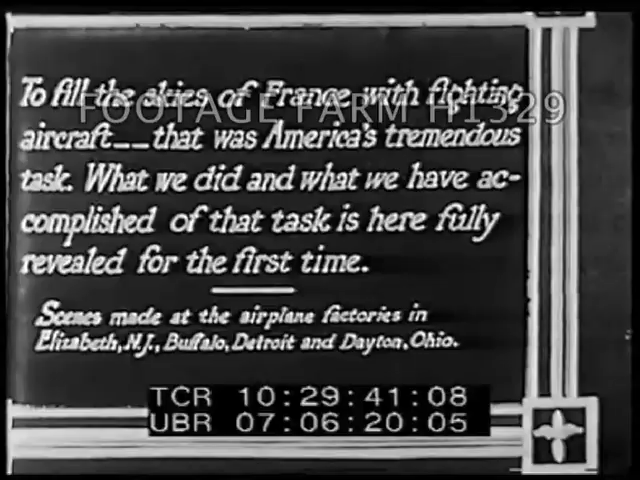 To fill the skies of France with fighting
FOOTAGE FARM H1329
aircraft__that was America's tremendous
task. What we did and what we have ac-
complished of that task is here fully
revealed for the first time.
Scenes made at the airplane factories in
Elizabeth, N.J., Buffalo, Detroit and Dayton, Ohio.
TCR 10:29:41:08
UBR 07:06:20:05